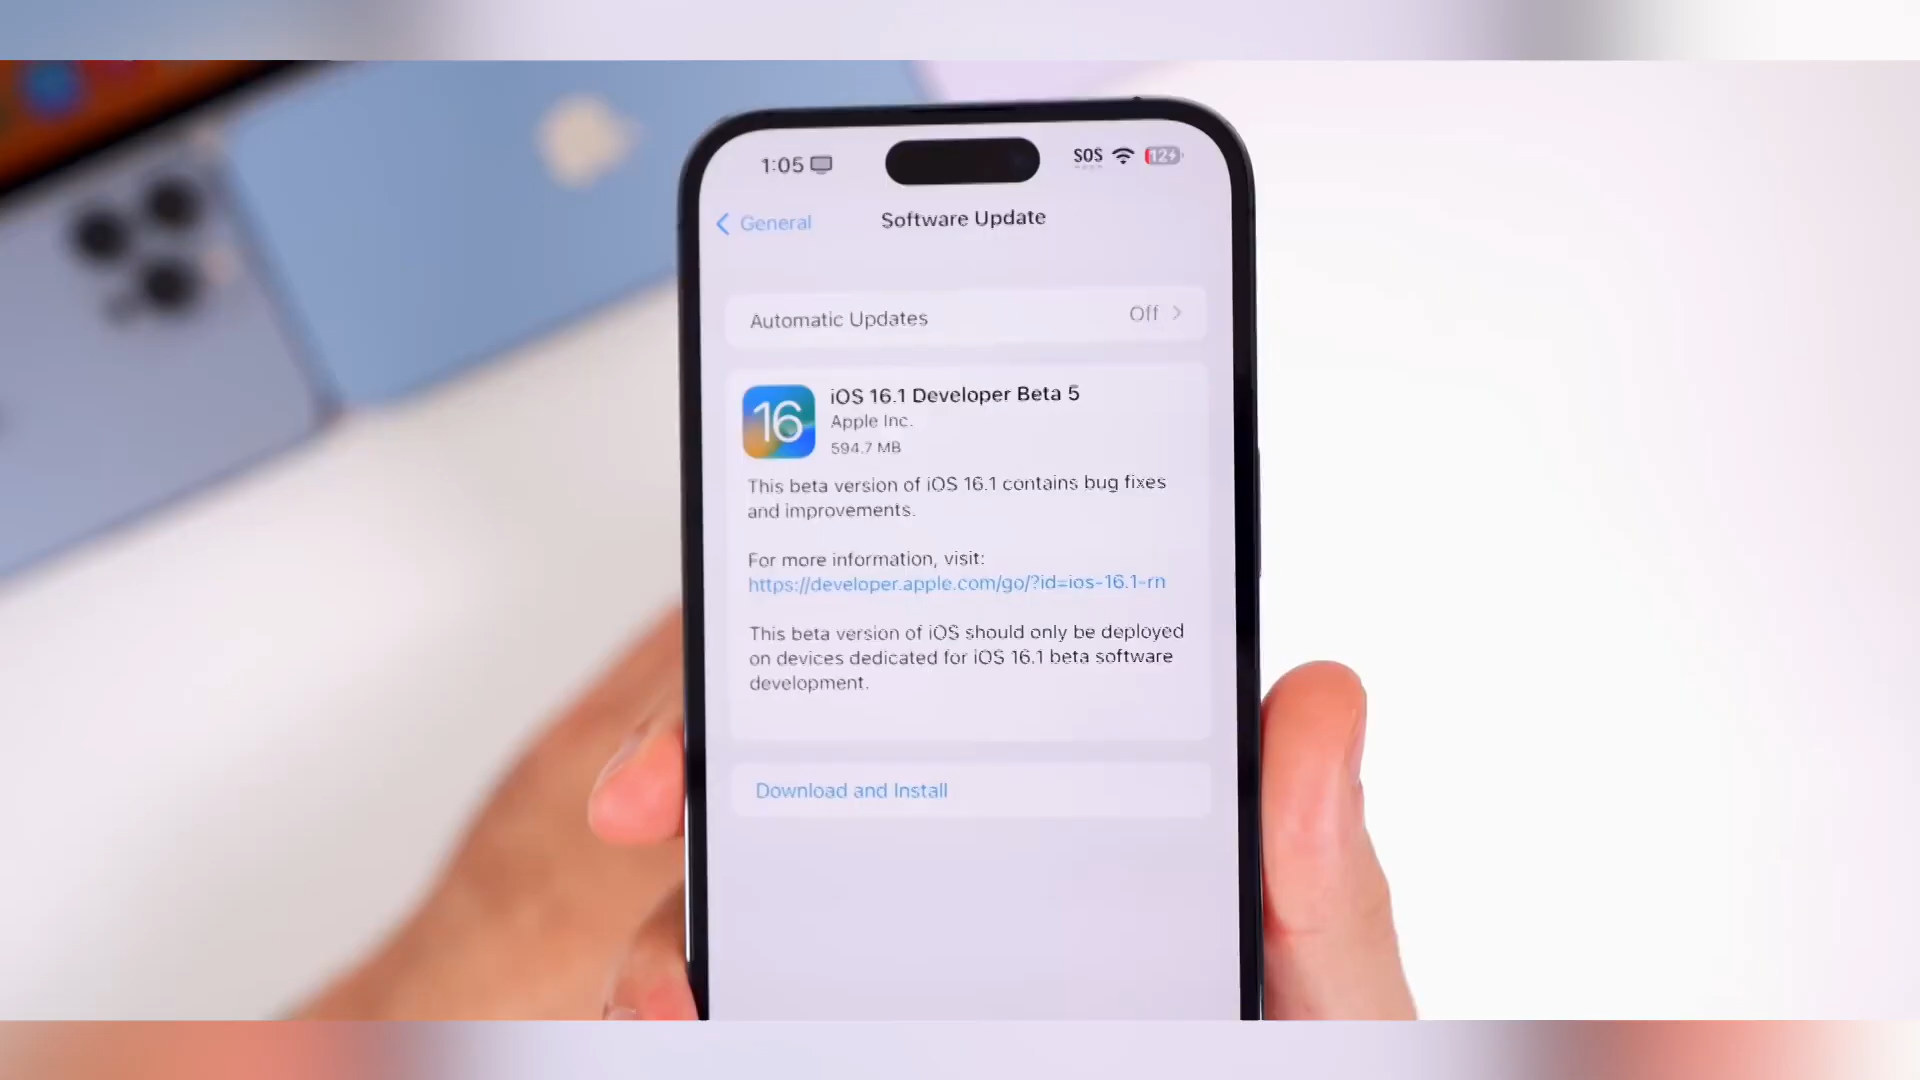 1:05 SOS 12
General Software Update
Automatic Updates Off
16
iOS 16.1 Developer Beta 5
Apple Inc.
594.7 MB
This beta version of iOS 16.1 contains bug fixes
and improvements.
For more information, visit:
https://developer.apple.com/go/?id=ios-16.1-rn
This beta version of iOS should only be deployed
on devices dedicated for iOS 16.1 beta software
development.
Download and Install